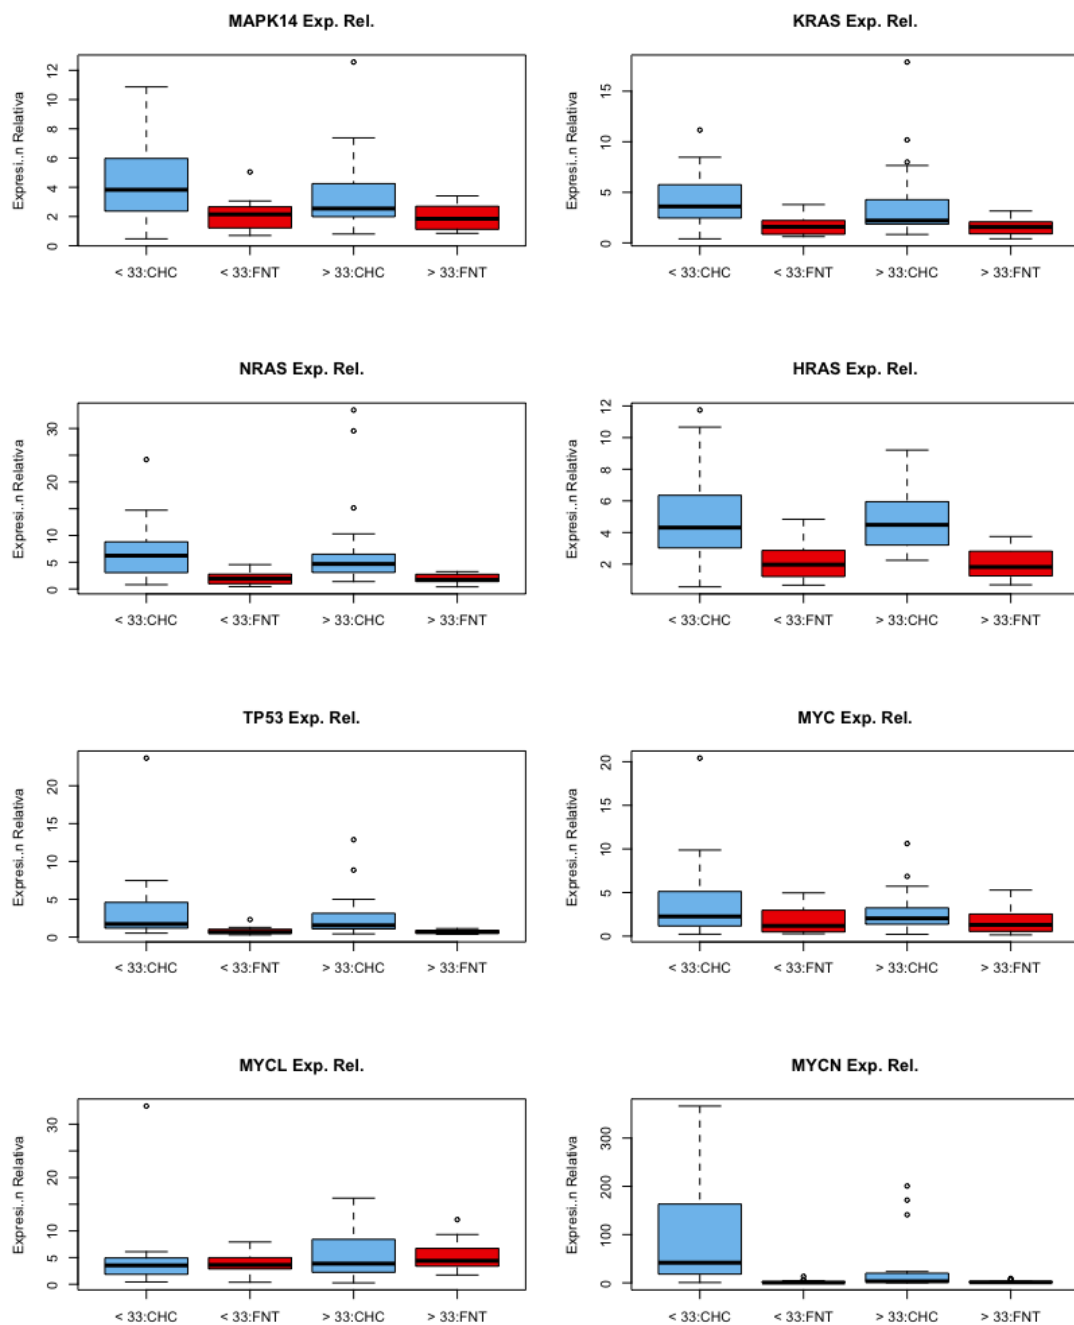 MAPK14 Exp. Rel.
Expresi..n Relativa
0 2 4 6 8 10 12
< 33:CHC < 33:FNT > 33:CHC > 33:FNT
KRAS Exp. Rel.
Expresi..n Relativa
0 5 10 15
< 33:CHC < 33:FNT > 33:CHC > 33:FNT
NRAS Exp. Rel.
Expresi..n Relativa
0 5 10 20 30
< 33:CHC < 33:FNT > 33:CHC > 33:FNT
HRAS Exp. Rel.
Expresi..n Relativa
2 4 6 8 10 12
< 33:CHC < 33:FNT > 33:CHC > 33:FNT
TP53 Exp. Rel.
Expresi..n Relativa
0 5 10 15 20
< 33:CHC < 33:FNT > 33:CHC > 33:FNT
MYC Exp. Rel.
Expresi..n Relativa
0 5 10 15 20
< 33:CHC < 33:FNT > 33:CHC > 33:FNT
MYCL Exp. Rel.
Expresi..n Relativa
0 5 10 20 30
< 33:CHC < 33:FNT > 33:CHC > 33:FNT
MYCN Exp. Rel.
Expresi..n Relativa
0 100 200 300
< 33:CHC < 33:FNT > 33:CHC > 33:FNT